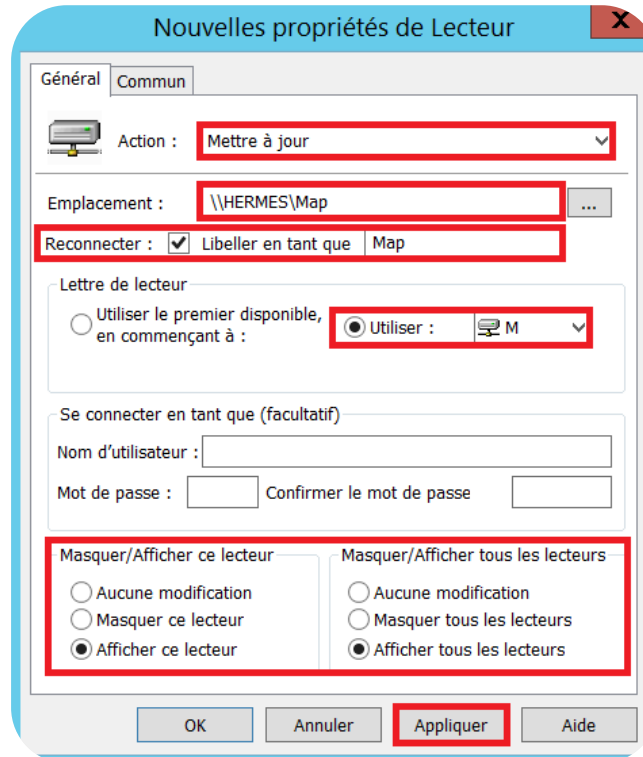 Nouvelles propriétés de Lecteur
X
Général Commun
Action : Mettre à jour
Emplacement : \\HERMES\Map ...
Reconnecter : Libeller en tant que Map
Lettre de lecteur
Utiliser le premier disponible,
en commençant à :
Utiliser : M
Se connecter en tant que (facultatif)
Nom d’utilisateur :
Mot de passe : Confirmer le mot de passe
Masquer/Afficher ce lecteur
Aucune modification
Masquer ce lecteur
Afficher ce lecteur
Masquer/Afficher tous les lecteurs
Aucune modification
Masquer tous les lecteurs
Afficher tous les lecteurs
OK Annuler Appliquer Aide